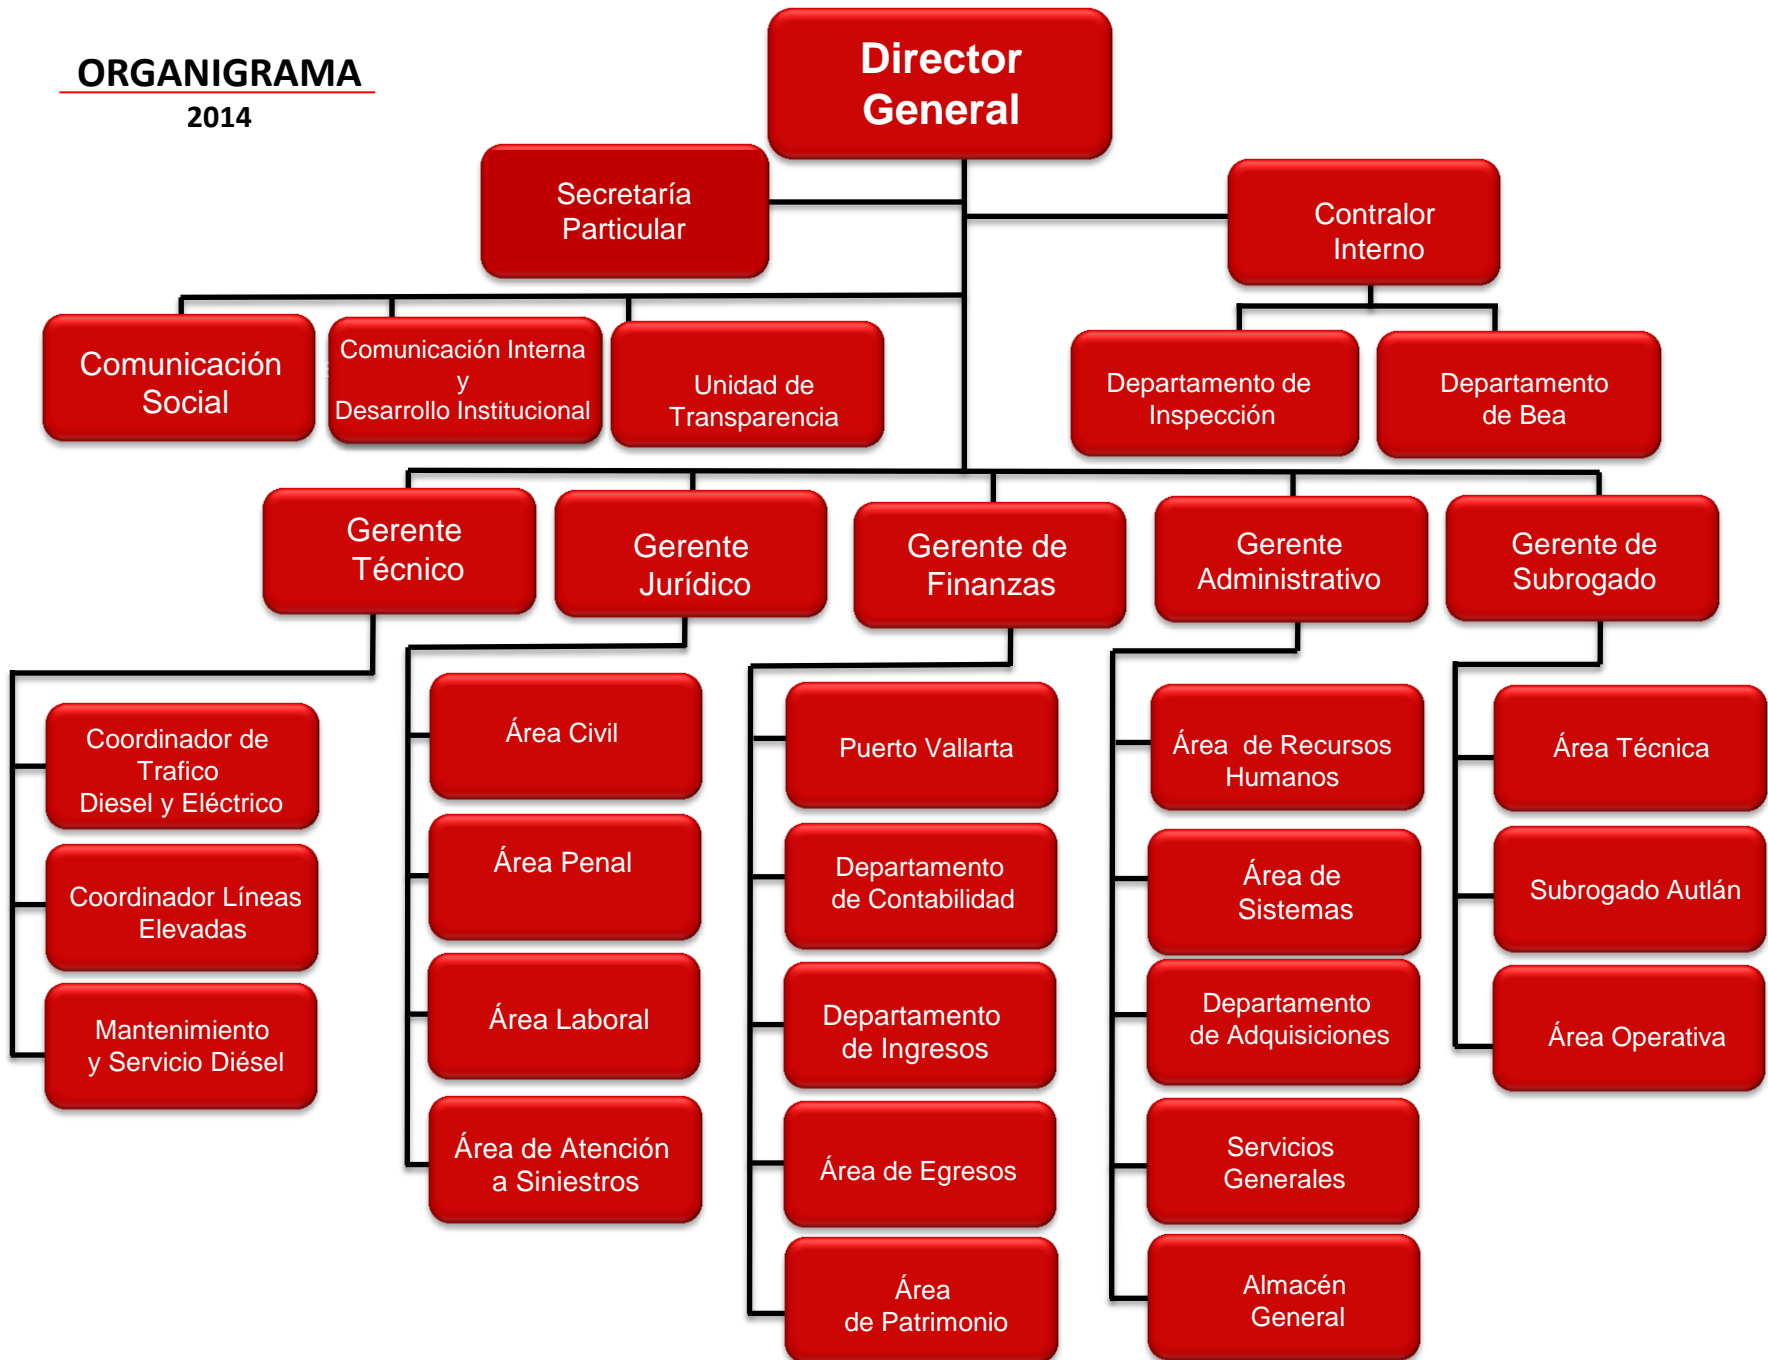 ORGANIGRAMA
2014
Director
General
Secretaría
Particular
Contralor
Interno
Comunicación
Social
Comunicación Interna
y
Desarrollo Institucional
Unidad de
Transparencia
Departamento de
Inspección
Departamento
de Bea
Gerente
Técnico
Gerente
Jurídico
Gerente de
Finanzas
Gerente
Administrativo
Gerente de
Subrogado
Coordinador de
Trafico
Diesel y Eléctrico
Coordinador Líneas
Elevadas
Mantenimiento
y Servicio Diésel
Área Civil
Área Penal
Área Laboral
Área de Atención
a Siniestros
Puerto Vallarta
Departamento
de Contabilidad
Departamento
de Ingresos
Área de Egresos
Área
de Patrimonio
Área de Recursos
Humanos
Área de
Sistemas
Departamento
de Adquisiciones
Servicios
Generales
Almacén
General
Área Técnica
Subrogado Autlán
Área Operativa